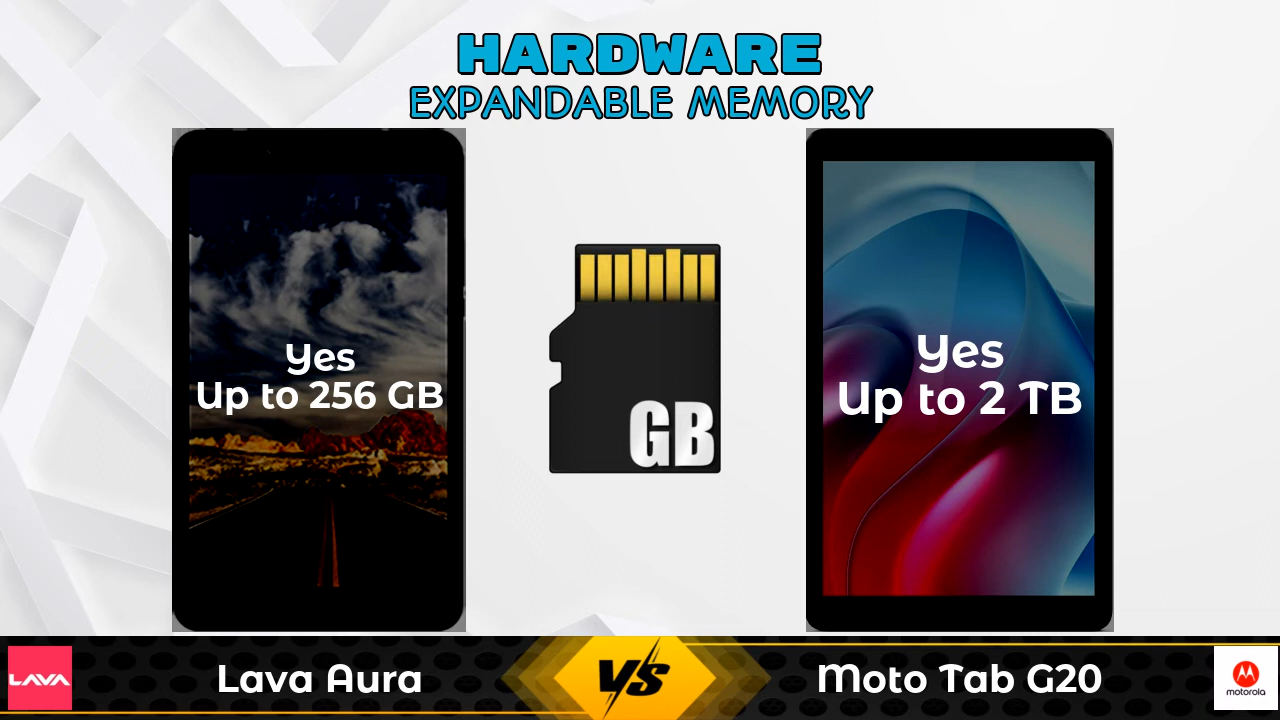 HARDWARE
EXPANDABLE MEMORY
Yes
Up to 256 GB
GB
Yes
Up to 2 TB
LAVA
Lava Aura
VS
Moto Tab G20
motorola